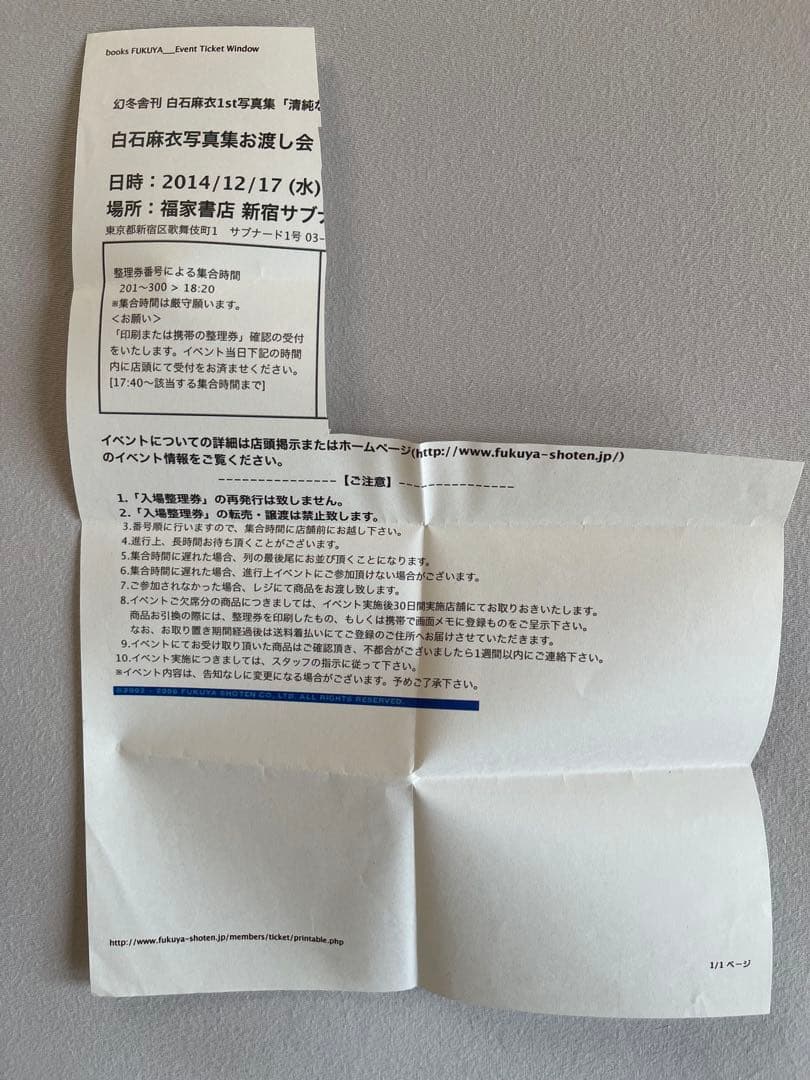 books FUKUYA___Event Ticket Window
幻冬舎刊 白石麻衣1st写真集「清純な
白石麻衣写真集お渡し会
日時：2014/12/17 (水)
場所：福家書店 新宿サブナ
東京都新宿区歌舞伎町1　サブナード1号 03-
整理券番号による集合時間
201～300 > 18:20
※集合時間は厳守願います。
＜お願い＞
「印刷または携帯の整理券」確認の受付
をいたします。イベント当日下記の時間
内に店頭にて受付をお済ませください。
[17:40～該当する集合時間まで]
イベントについての詳細は店頭掲示またはホームページ(http://www.fukuya-shoten.jp/)
のイベント情報をご覧ください。
---------------【ご注意】---------------
1.「入場整理券」の再発行は致しません。
2.「入場整理券」の転売・譲渡は禁止致します。
3.番号順に行いますので、集合時間に店舗前にお越し下さい。
4.進行上、長時間お待ち頂くことがございます。
5.集合時間に遅れた場合、列の最後尾にお並び頂くことになります。
6.集合時間に遅れた場合、進行上イベントにご参加頂けない場合がございます。
7.ご参加されなかった場合、レジにて商品をお渡し致します。
8.イベントご欠席分の商品につきましては、イベント実施後30日間実施店舗にてお取りおきいたします。
商品お引換の際には、整理券を印刷したもの、もしくは携帯で画面メモに登録ものをご呈示下さい。
なお、お取り置き期間経過後は送料着払いにてご登録のご住所へお届けさせていただきます。
9.イベントにてお受け取り頂いた商品はご確認頂き、不都合がございましたら1週間以内にご連絡下さい。
10.イベント実施につきましては、スタッフの指示に従って下さい。
※イベント内容は、告知なしに変更になる場合がございます。予めご了承下さい。
FUKUYA SHOTEN CO, LTD. ALL RIGHTS RESERVED.
http://www.fukuya-shoten.jp/members/ticket/printable.php
1/1 ページ